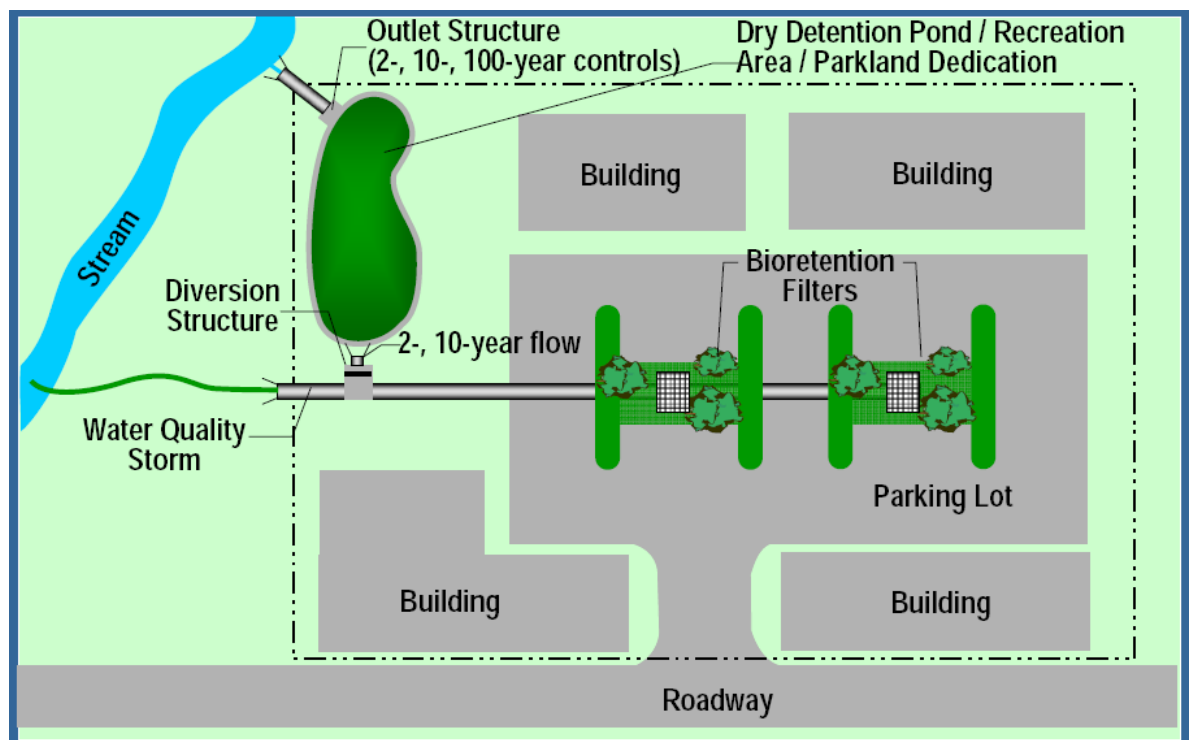 Outlet Structure
(2-, 10-, 100-year controls)
Dry Detention Pond / Recreation
Area / Parkland Dedication
Building
Building
Stream
Bioretention
Filters
Diversion
Structure
2-, 10-year flow
Water Quality
Storm
Parking Lot
Building
Building
Roadway